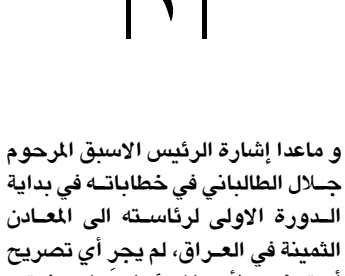 ١
و ماعدا إشارة الرئيس الاسبق المرحوم
جـلال الطالباني في خطاباتـه في بداية
الـدورة الاولى لرئاسـته الى المعـادن
الثمينة في العـراق، لم يجرِ أي تصريح